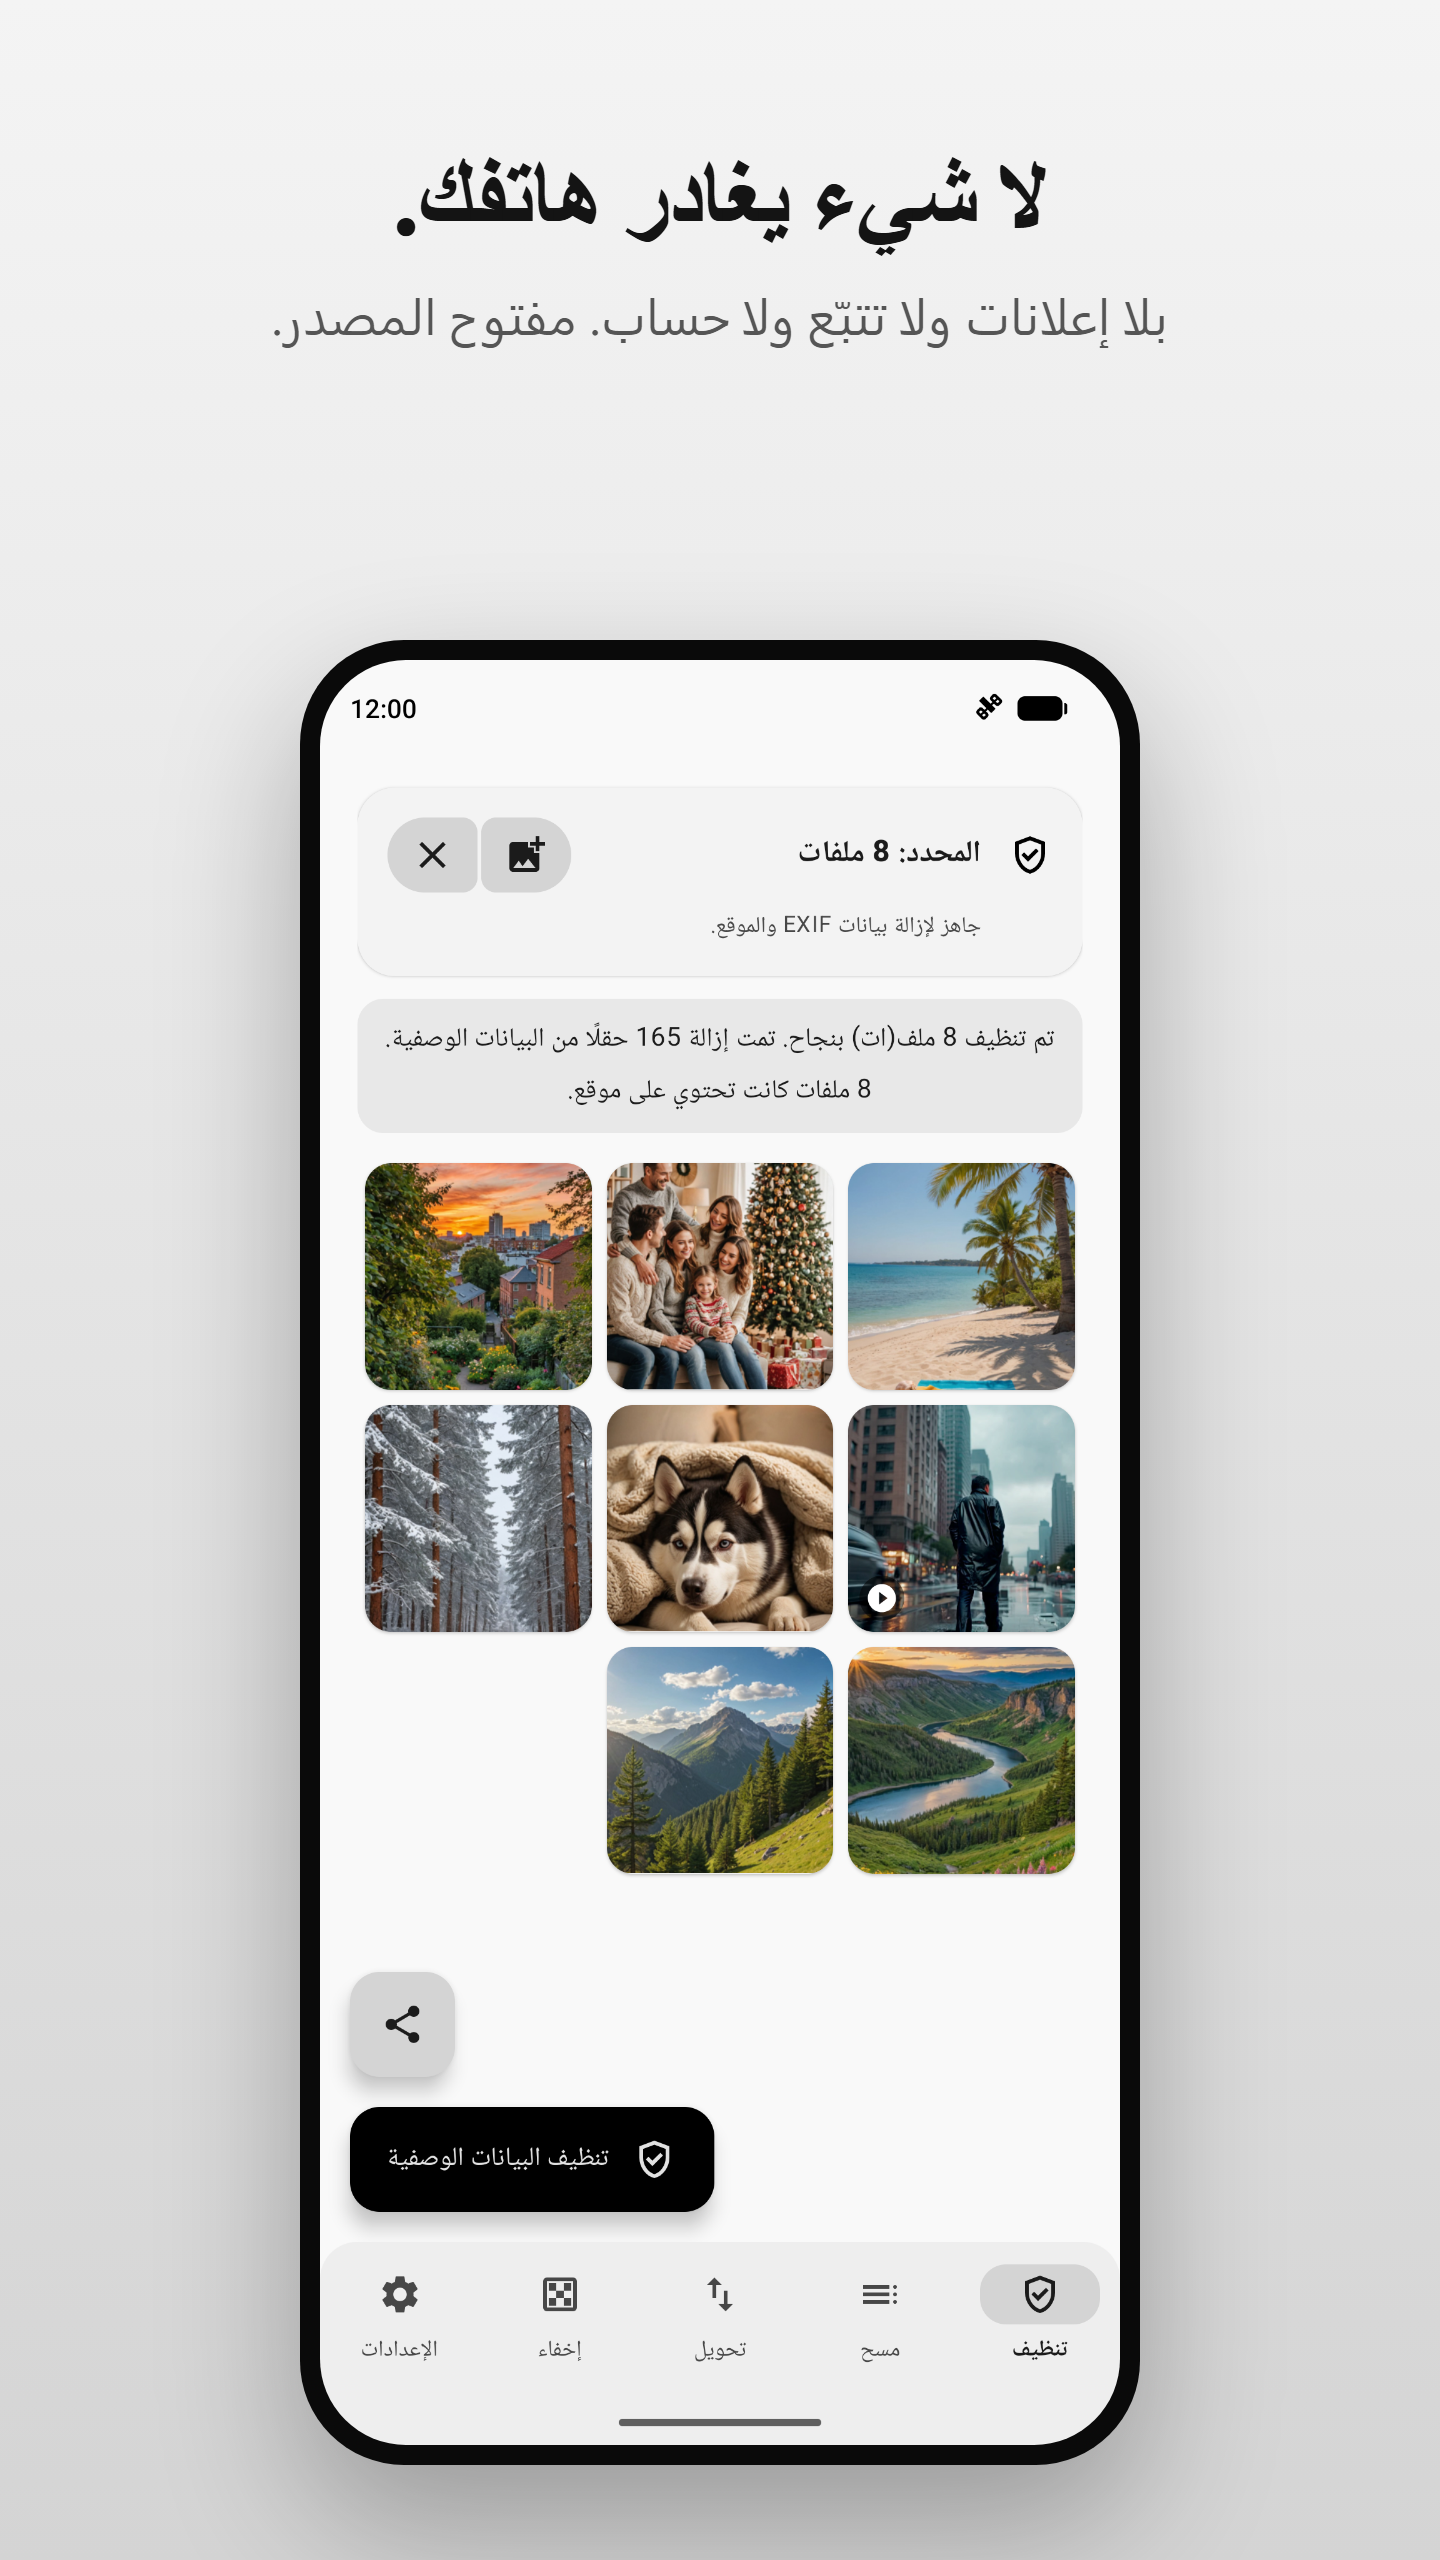 لا شيء يغادر هاتفك.
بلا إعلانات ولا تتبّع ولا حساب. مفتوح المصدر.
12:00
المحدد: 8 ملفات
جاهز لإزالة بيانات EXIF والموقع.
تم تنظيف 8 ملف(ات) بنجاح. تمت إزالة 165 حقلًا من البيانات الوصفية.
8 ملفات كانت تحتوي على موقع.
تنظيف البيانات الوصفية
تنظيف
مسح
تحويل
إخفاء
الإعدادات